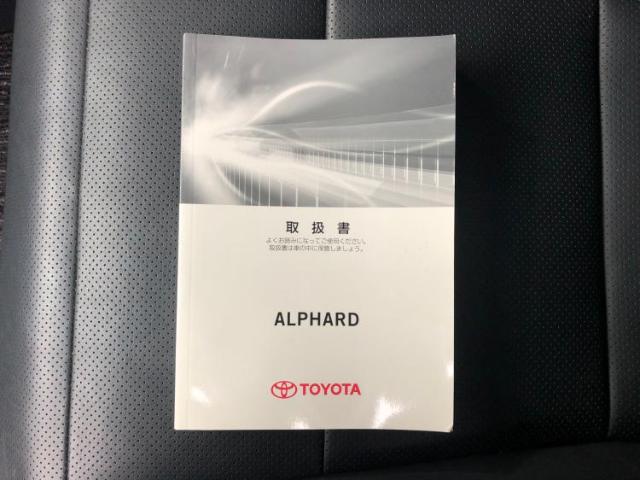 取扱書
よくお読みになってご使用ください。
取扱書は車の中に保管しましょう。
ALPHARD
TOYOTA